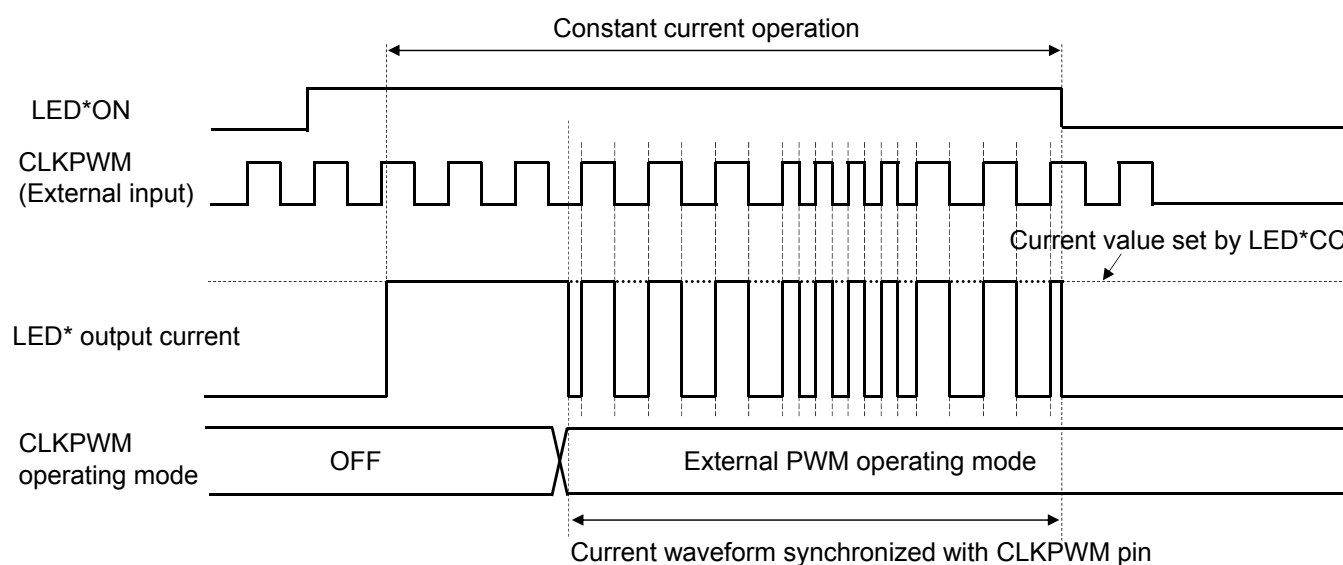 Constant current operation
LED*ON
CLKPWM
(External input)
Current value set by LED*CC
LED* output current
CLKPWM
operating mode
OFF
External PWM operating mode
Current waveform synchronized with CLKPWM pin